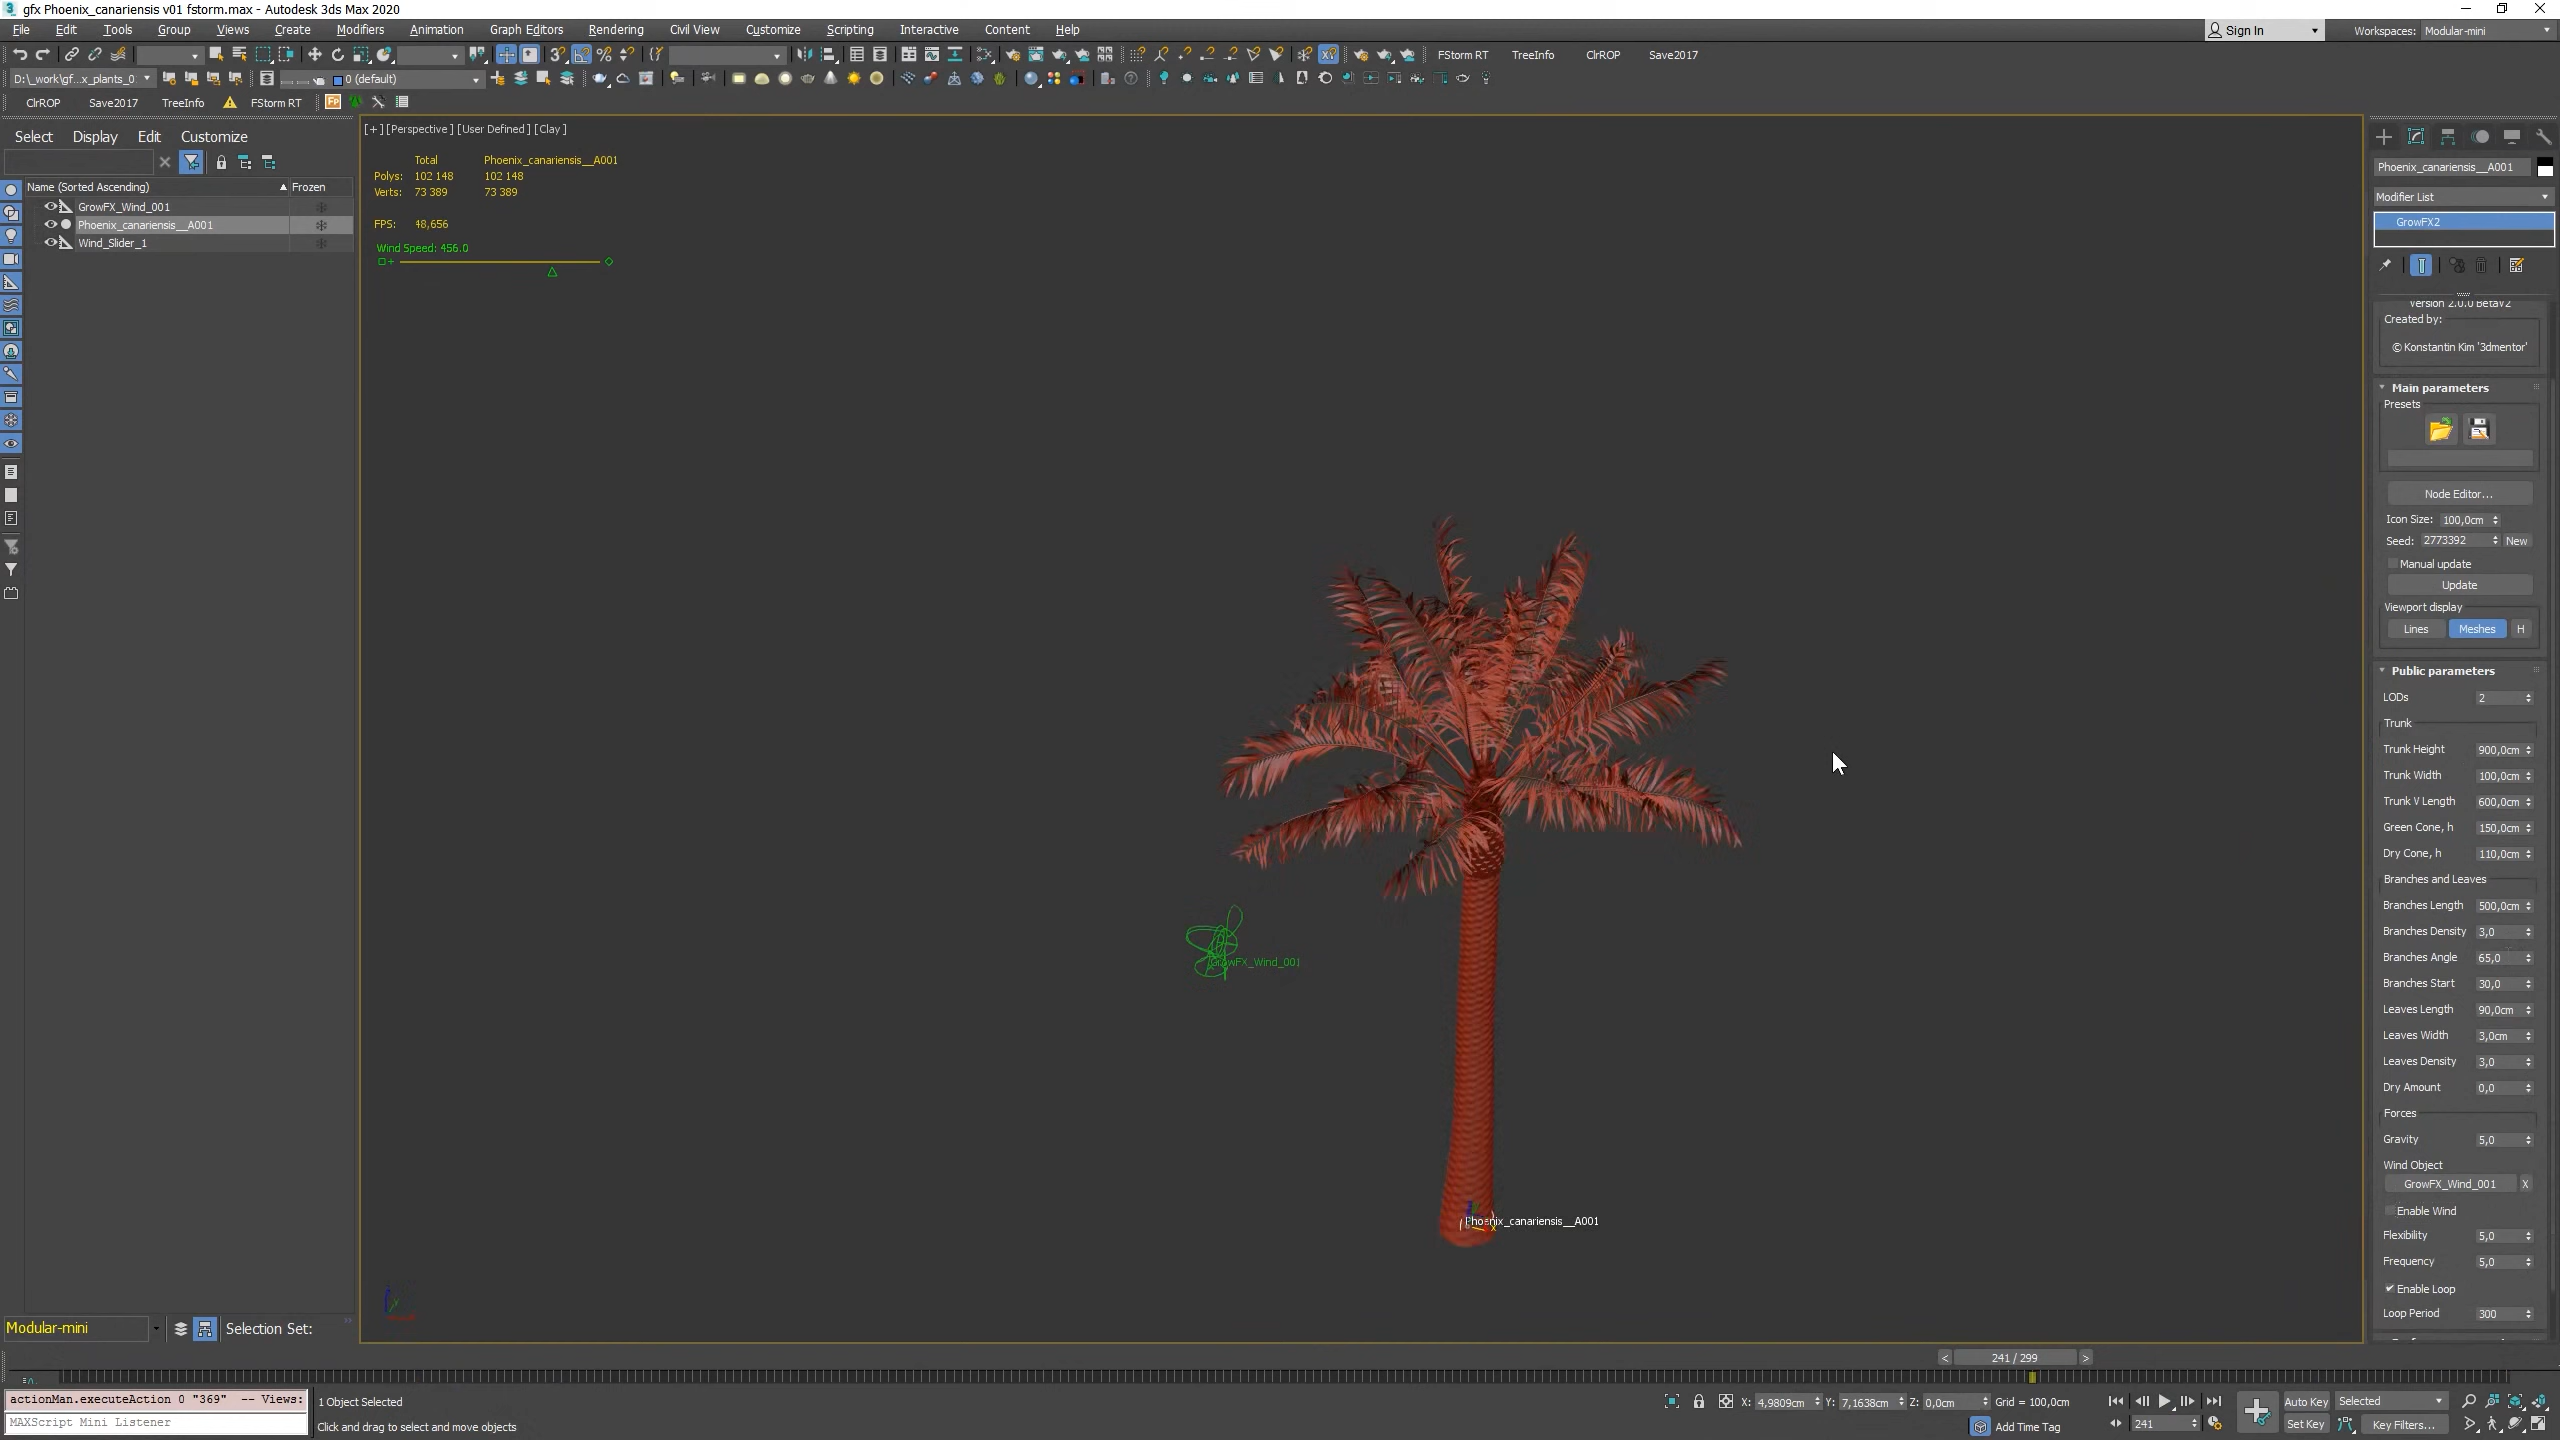 gfx Phoenix_canariensis v01 fstorm.max - Autodesk 3ds Max 2020
File Edit Tools Group Views Create Modifiers Animation Graph Editors Rendering Civil View Customize Scripting Interactive Content Help
Sign In
Workspaces: Modular-mini
FStorm RT TreeInfo ClrROP Save2017
D:\_work\gf...x_plants_0
0 (default)
ClrROP Save2017 TreeInfo FStorm RT
Select Display Edit Customize
Name (Sorted Ascending) Frozen
GrowFX_Wind_001
Phoenix_canariensis__A001
Wind_Slider_1
[+] [Perspective ] [User Defined ] [Clay ]
Total Phoenix_canariensis__A001
Polys: 102 148 102 148
Verts: 73 389 73 389
FPS: 48,656
Wind Speed: 456.0
GrowFX_Wind_001
Phoenix_canariensis__A001
Phoenix_canariensis__A001
Modifier List
GrowFX2
Version 2.0.0 BetaV2
Created by:
© Konstantin Kim '3dmentor'
Main parameters
Presets
Node Editor...
Icon Size: 100,0cm
Seed: 2773392 New
Manual update
Update
Viewport display
Lines Meshes H
Public parameters
LODs 2
Trunk
Trunk Height 900,0cm
Trunk Width 100,0cm
Trunk V Length 600,0cm
Green Cone, h 150,0cm
Dry Cone, h 110,0cm
Branches and Leaves
Branches Length 500,0cm
Branches Density 3,0
Branches Angle 65,0
Branches Start 30,0
Leaves Length 90,0cm
Leaves Width 3,0cm
Leaves Density 3,0
Dry Amount 0,0
Forces
Gravity 5,0
Wind Object
GrowFX_Wind_001 X
Enable Wind
Flexibility 5,0
Frequency 5,0
Enable Loop
Loop Period 300
Modular-mini
Selection Set:
< 241 / 299 >
actionMan.executeAction 0 "369" -- Views:
MAXScript Mini Listener
1 Object Selected
Click and drag to select and move objects
X: 4,9809cm Y: 7,1638cm Z: 0,0cm Grid = 100,0cm
Add Time Tag
241
Auto Key Selected
Set Key Key Filters...